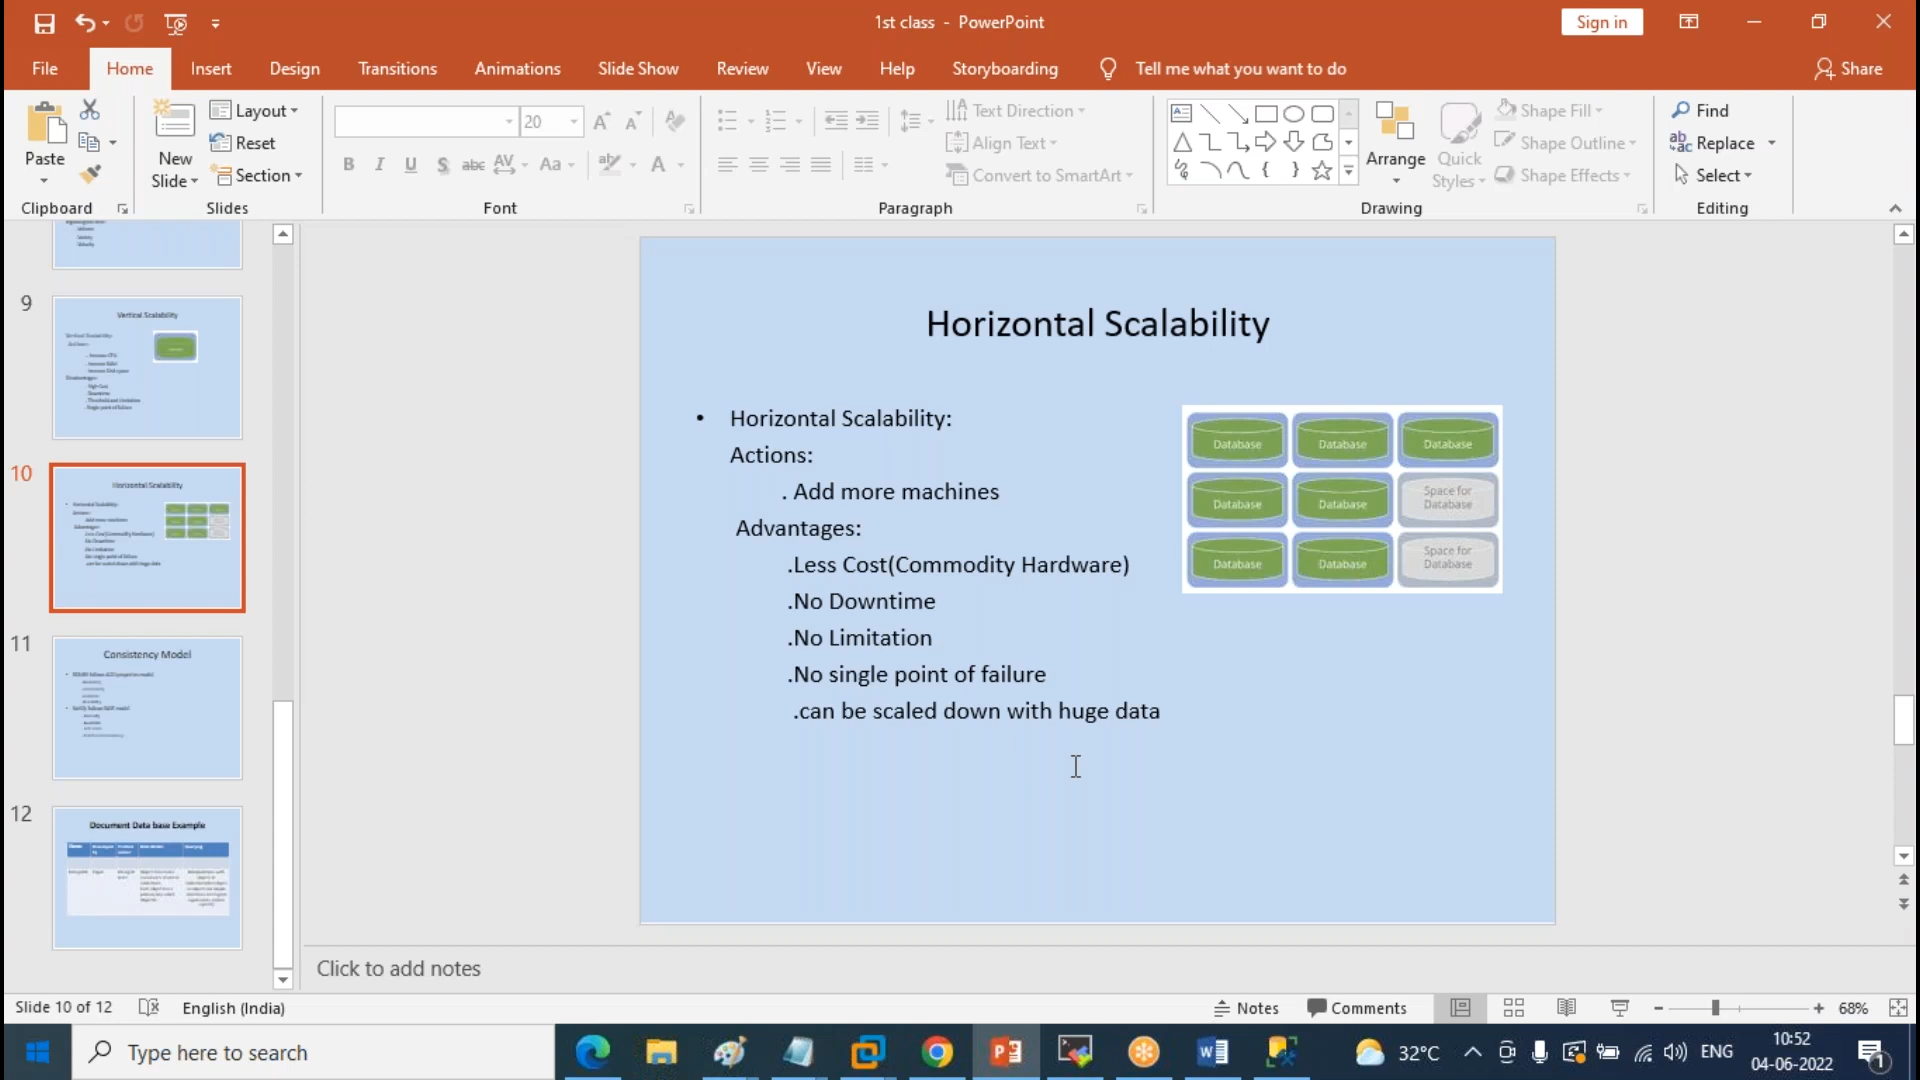 1st class - PowerPoint
Sign in
File Home Insert Design Transitions Animations Slide Show Review View Help Storyboarding Tell me what you want to do Share
Paste
New Slide
Layout
Reset
Section
20
Text Direction
Align Text
Convert to SmartArt
Arrange
Quick Styles
Shape Fill
Shape Outline
Shape Effects
Find
Replace
Select
Clipboard Slides Font Paragraph Drawing Editing
9
Vertical Scalability
10
Horizontal Scalability
11
Consistency Model
12
Document Data base Example
Horizontal Scalability
• Horizontal Scalability:
Actions:
. Add more machines
Advantages:
.Less Cost(Commodity Hardware)
.No Downtime
.No Limitation
.No single point of failure
.can be scaled down with huge data
Database Database Database
Database Database Space for Database
Database Database Space for Database
Click to add notes
Slide 10 of 12 English (India) Notes Comments 68%
Type here to search
32°C ENG 10:52
04-06-2022
1